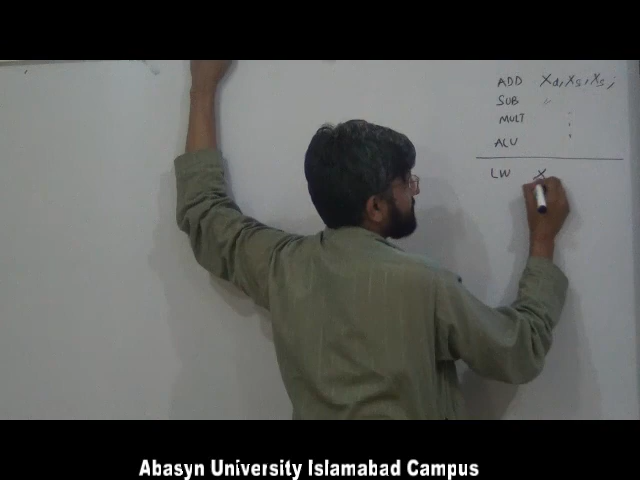 ADD Xd, Xs, Xs;
SUB "
MULT :
ALU :
LW X
Abasyn University Islamabad Campus